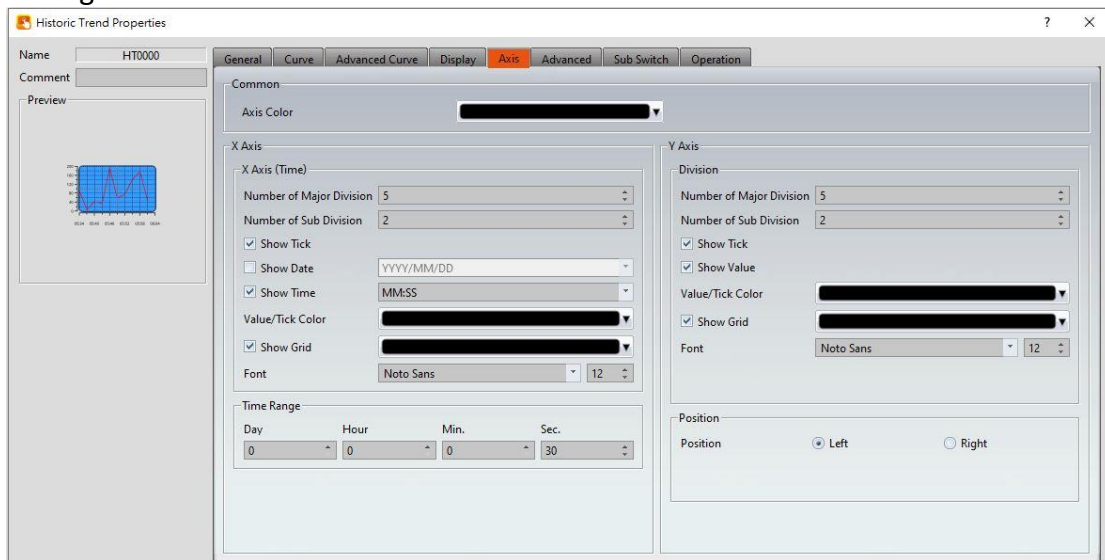 Historic Trend Properties
? ×
Name HT0000
Comment
Preview
General Curve Advanced Curve Display Axis Advanced Sub Switch Operation
Common
Axis Color
X Axis
X Axis (Time)
Number of Major Division 5
Number of Sub Division 2
Show Tick
Show Date YYYY/MM/DD
Show Time MM:SS
Value/Tick Color
Show Grid
Font Noto Sans 12
Time Range
Day Hour Min. Sec.
0 0 0 30
Y Axis
Division
Number of Major Division 5
Number of Sub Division 2
Show Tick
Show Value
Value/Tick Color
Show Grid
Font Noto Sans 12
Position
Position Left Right